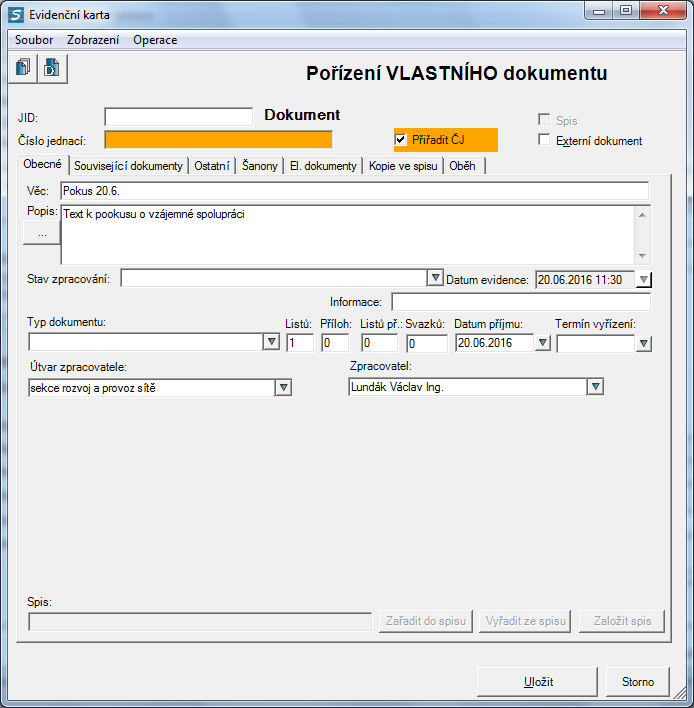 Evidenční karta
Soubor Zobrazení Operace
Pořízení VLASTNÍHO dokumentu
JID: Dokument Spis
Číslo jednací: Přiřadit ČJ Externí dokument
Obecné Související dokumenty Ostatní Šanony El. dokumenty Kopie ve spisu Oběh
Věc: Pokus 20.6.
Popis: Text k pookusu o vzájemné spolupráci
...
Stav zpracování: Datum evidence: 20.06.2016 11:30
Informace:
Typ dokumentu: Listů: Příloh: Listů př.: Svazků: Datum příjmu: Termín vyřízení:
1 0 0 0 20.06.2016
Útvar zpracovatele: Zpracovatel:
sekce rozvoj a provoz sítě Lundák Václav Ing.
Spis:
Zařadit do spisu Vyřadit ze spisu Založit spis
Uložit Storno